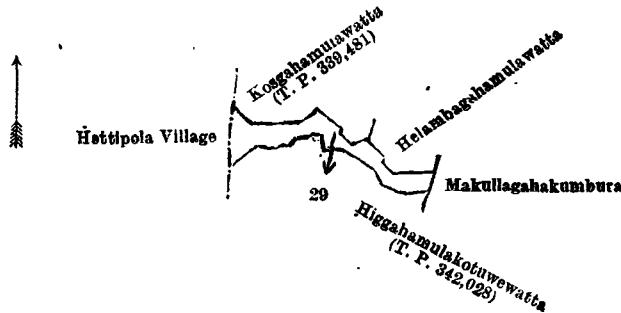 Kosgahamulawatta
(T. P. 339,481)
Helambagahamulawatta
Hettipola Village
Makullagahakumbura
29
Higgahamulakotuwewatta
(T. P. 342,028)